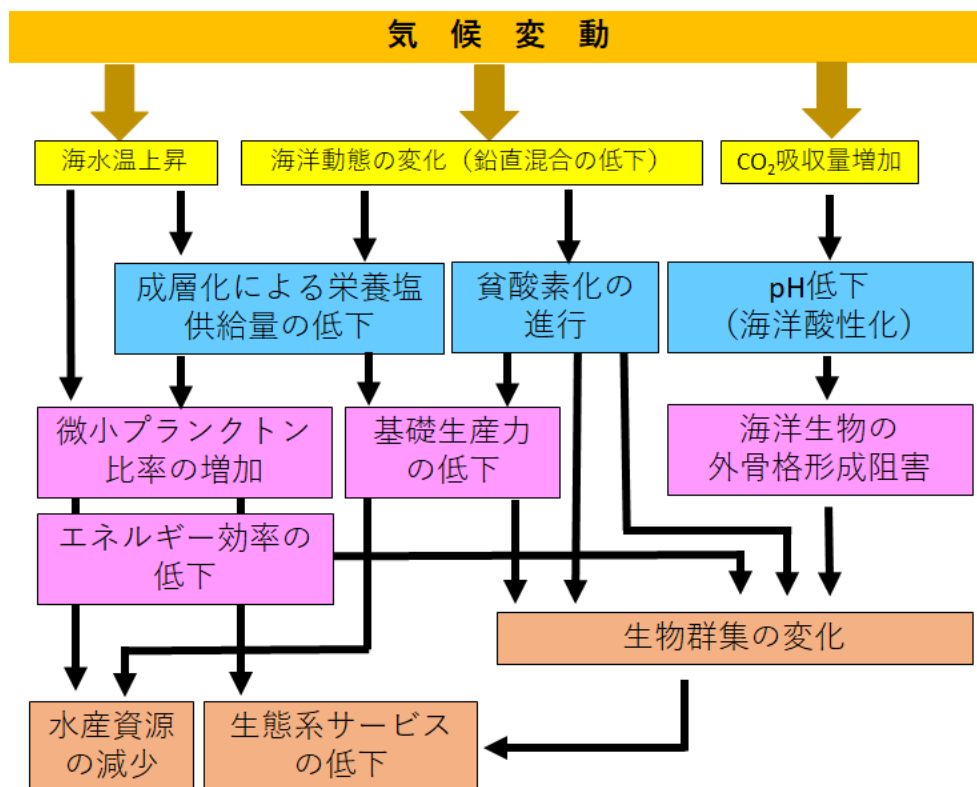 気候変動
海水温上昇
海洋動態の変化（鉛直混合の低下）
CO₂吸収量増加
成層化による栄養塩
供給量の低下
貧酸素化の
進行
pH低下
（海洋酸性化）
微小プランクトン
比率の増加
基礎生産力
の低下
海洋生物の
外骨格形成阻害
エネルギー効率の
低下
生物群集の変化
水産資源
の減少
生態系サービス
の低下